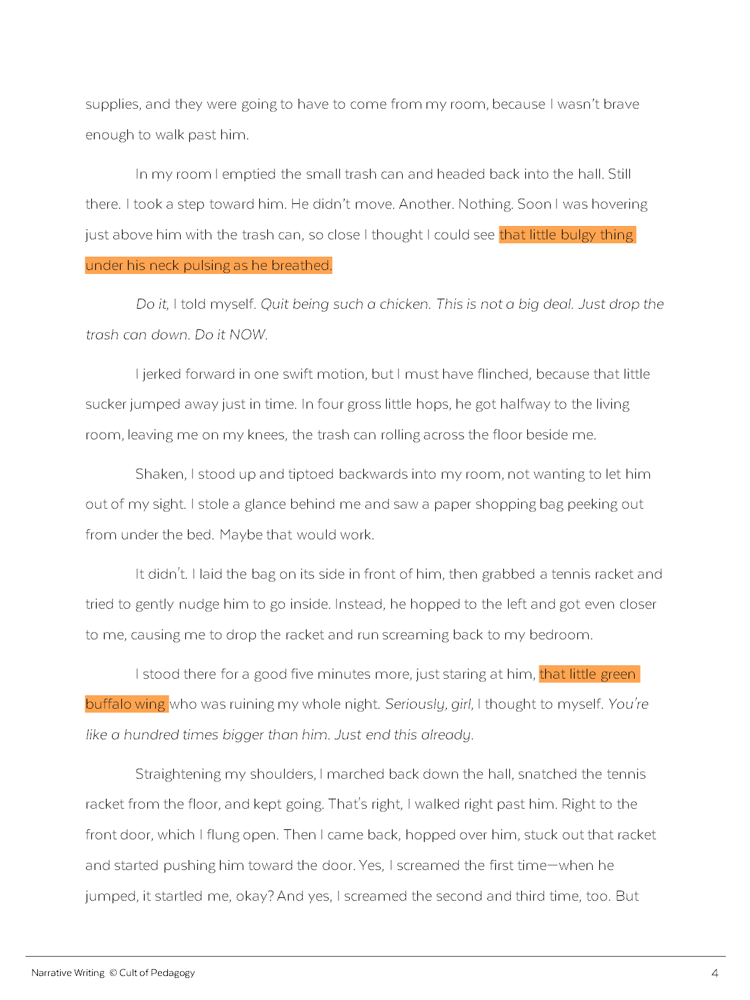 supplies, and they were going to have to come from my room, because I wasn’t brave
enough to walk past him.
In my room I emptied the small trash can and headed back into the hall. Still
there. I took a step toward him. He didn’t move. Another. Nothing. Soon I was hovering
just above him with the trash can, so close I thought I could see that little bulgy thing
under his neck pulsing as he breathed.
Do it, I told myself. Quit being such a chicken. This is not a big deal. Just drop the
trash can down. Do it NOW.
I jerked forward in one swift motion, but I must have flinched, because that little
sucker jumped away just in time. In four gross little hops, he got halfway to the living
room, leaving me on my knees, the trash can rolling across the floor beside me.
Shaken, I stood up and tiptoed backwards into my room, not wanting to let him
out of my sight. I stole a glance behind me and saw a paper shopping bag peeking out
from under the bed. Maybe that would work.
It didn't. I laid the bag on its side in front of him, then grabbed a tennis racket and
tried to gently nudge him to go inside. Instead, he hopped to the left and got even closer
to me, causing me to drop the racket and run screaming back to my bedroom.
I stood there for a good five minutes more, just staring at him, that little green
buffalo wing who was ruining my whole night. Seriously, girl, I thought to myself. You're
like a hundred times bigger than him. Just end this already.
Straightening my shoulders, I marched back down the hall, snatched the tennis
racket from the floor, and kept going. That's right, I walked right past him. Right to the
front door, which I flung open. Then I came back, hopped over him, stuck out that racket
and started pushing him toward the door. Yes, I screamed the first time—when he
jumped, it startled me, okay? And yes, I screamed the second and third time, too. But
Narrative Writing © Cult of Pedagogy 4